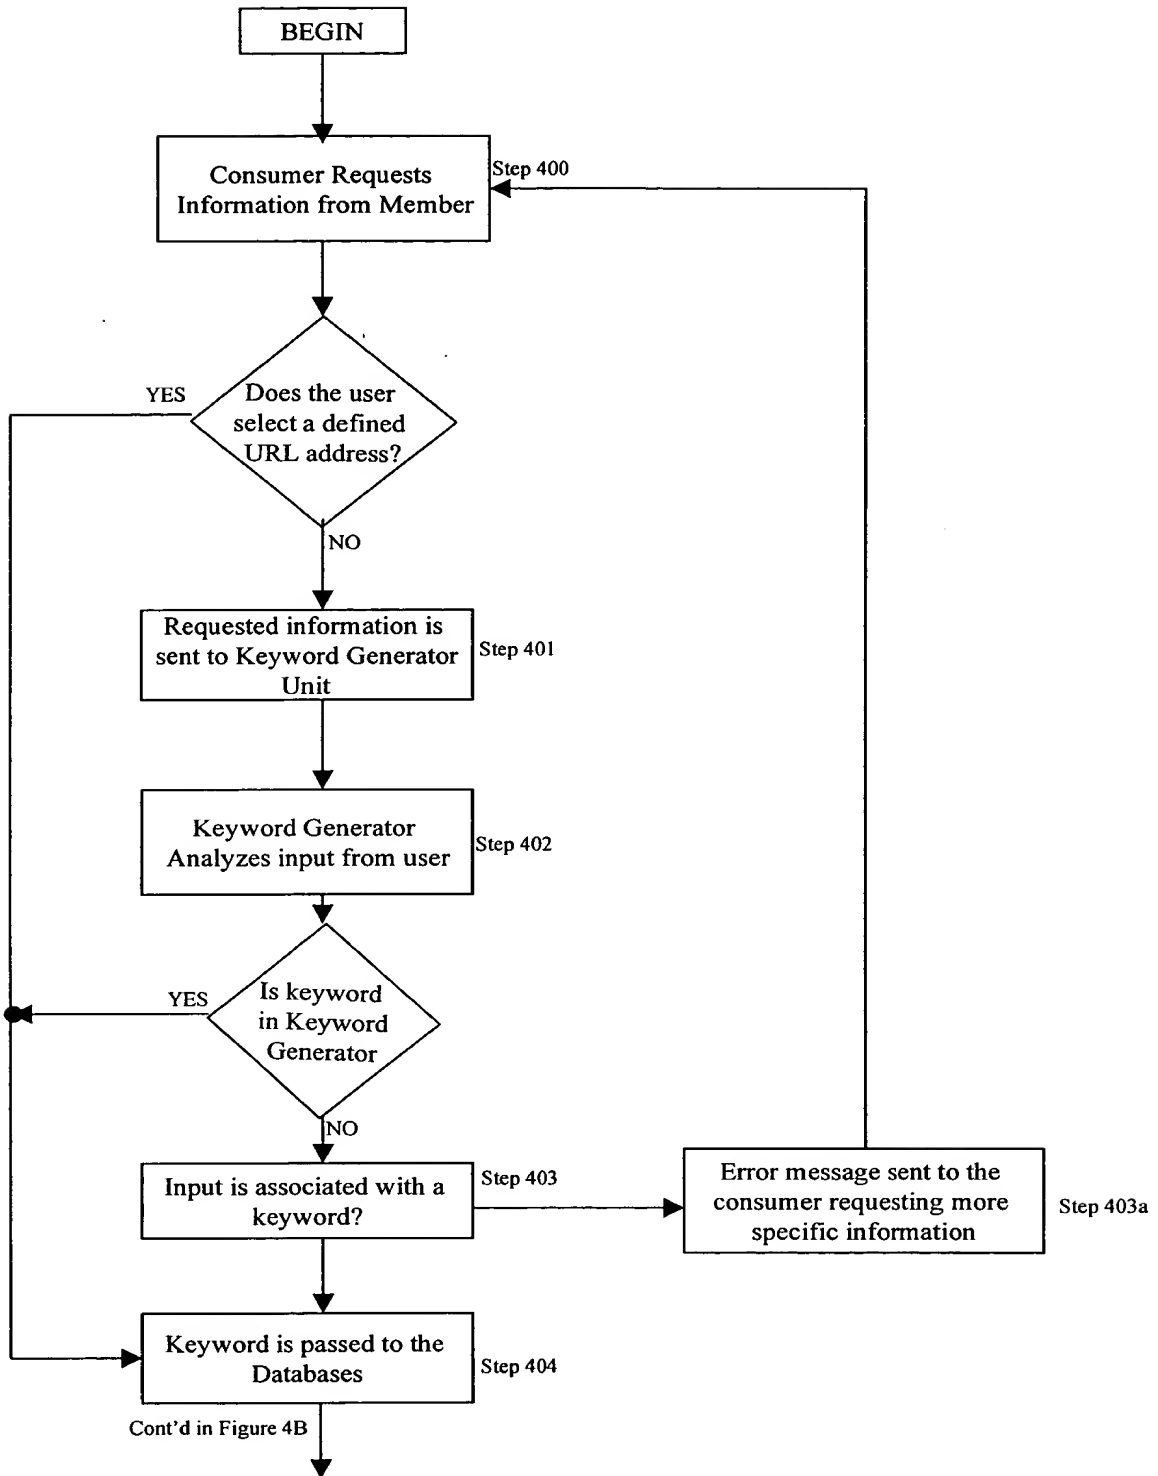 BEGIN
Consumer Requests
Information from Member
Step 400
YES
Does the user
select a defined
URL address?
NO
Requested information is
sent to Keyword Generator
Unit
Step 401
Keyword Generator
Analyzes input from user
Step 402
YES
Is keyword
in Keyword
Generator
NO
Input is associated with a
keyword?
Step 403
Error message sent to the
consumer requesting more
specific information
Step 403a
Keyword is passed to the
Databases
Step 404
Cont'd in Figure 4B